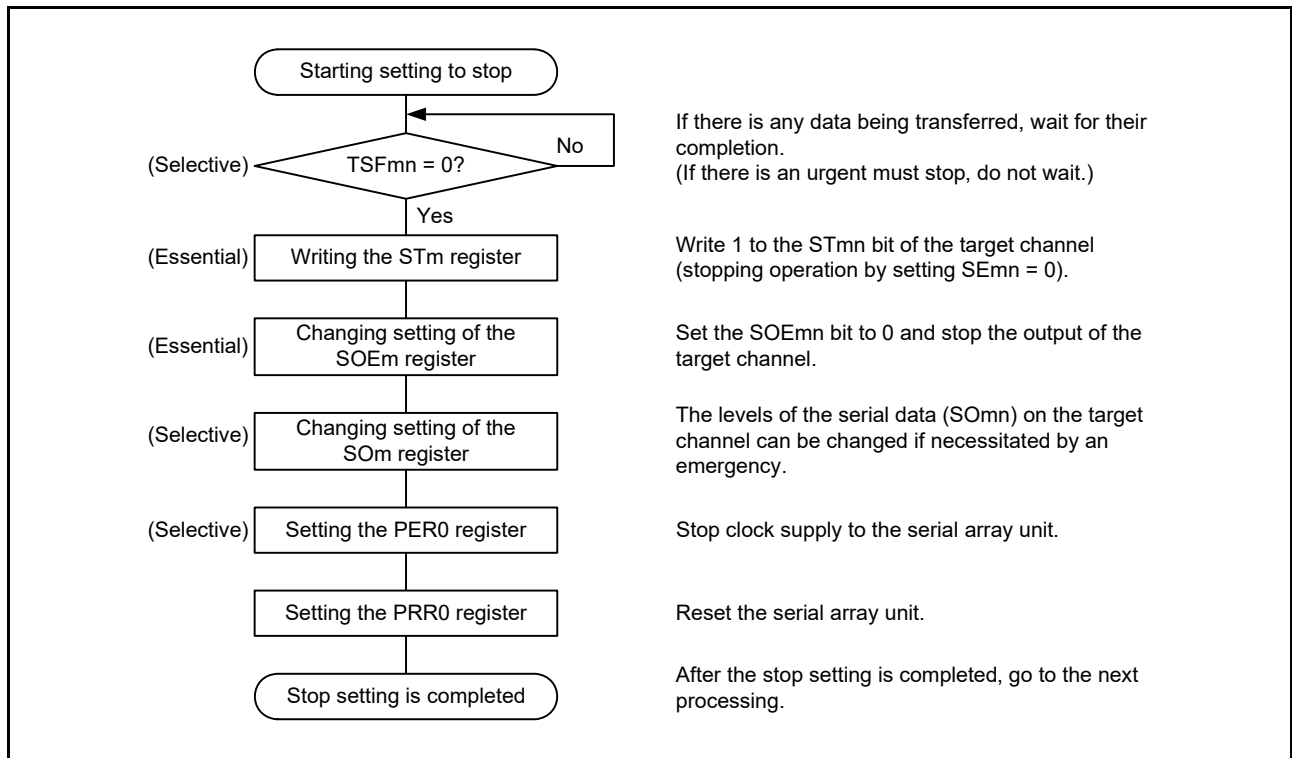 Starting setting to stop
No
If there is any data being transferred, wait for their
completion.
(If there is an urgent must stop, do not wait.)
(Selective)
TSFmn = 0?
Yes
(Essential)
Writing the STm register
Write 1 to the STmn bit of the target channel
(stopping operation by setting SEmn = 0).
(Essential)
Changing setting of the
SOEm register
Set the SOEmn bit to 0 and stop the output of the
target channel.
(Selective)
Changing setting of the
SOm register
The levels of the serial data (SOmn) on the target
channel can be changed if necessitated by an
emergency.
(Selective)
Setting the PER0 register
Stop clock supply to the serial array unit.
Setting the PRR0 register
Reset the serial array unit.
Stop setting is completed
After the stop setting is completed, go to the next
processing.